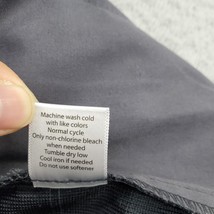 Machine wash cold
with like colors
Normal cycle
Only non-chlorine bleach
when needed
Tumble dry low
Cool iron if needed
Do not use softener